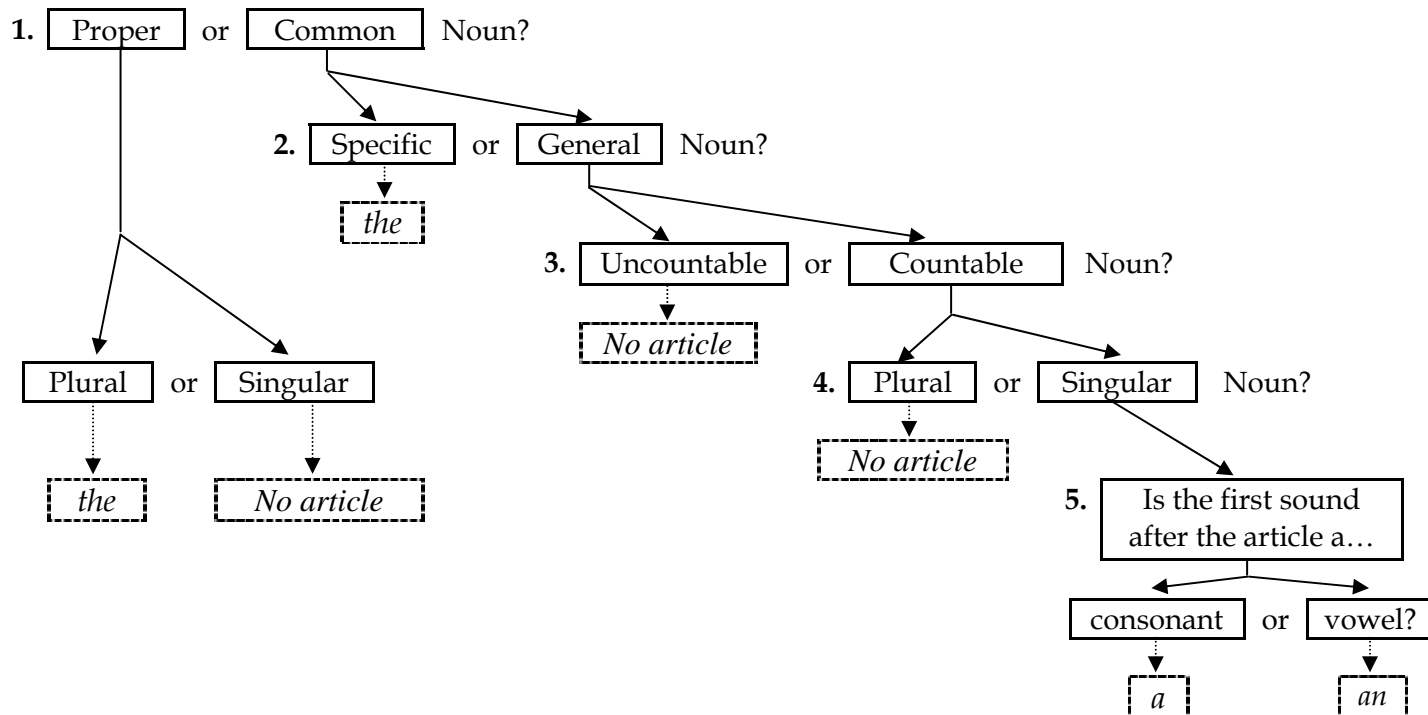 1. Proper or Common Noun?
2. Specific or General Noun?
the
3. Uncountable or Countable Noun?
No article
Plural or Singular
4. Plural or Singular Noun?
No article
the
No article
5. Is the first sound
after the article a…
consonant or vowel?
a
an